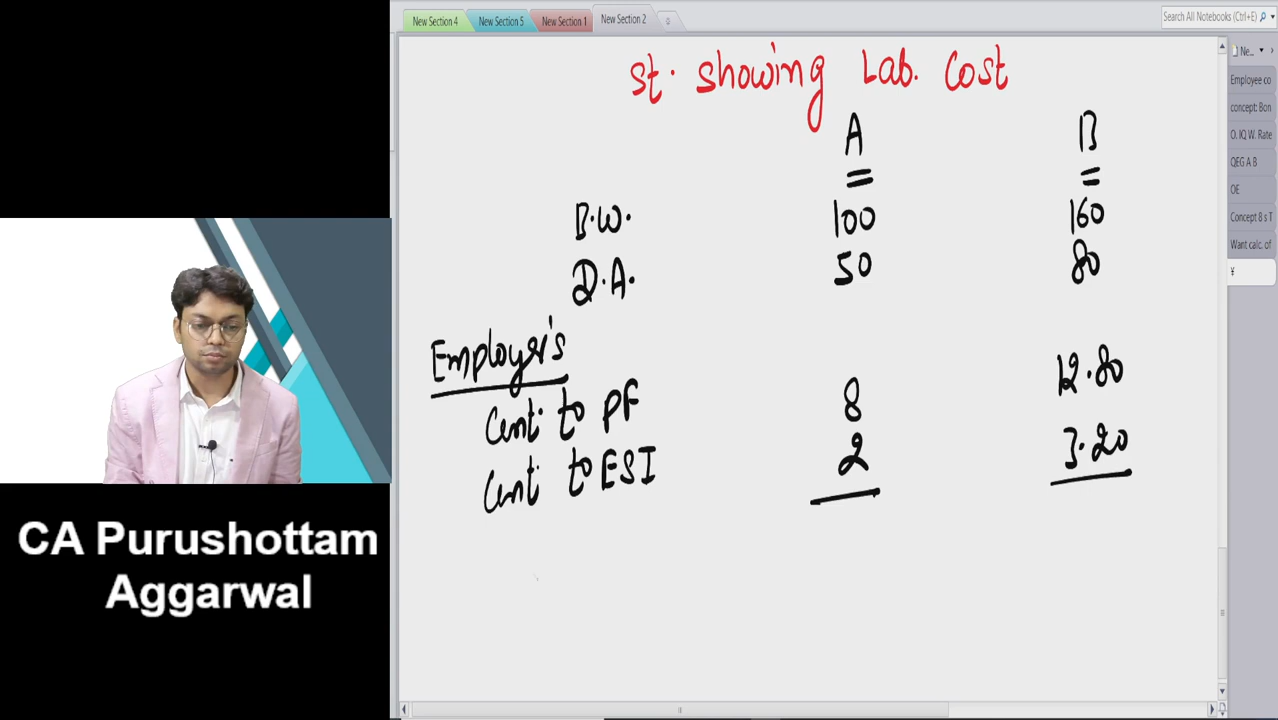 New Section 4 New Section 5 New Section 1 New Section 2
Search All Notebooks (Ctrl+E)
Ne...
Employee co
concept: Bon
O. IQ W. Rate
QEG A B
OE
Concept 8 s T
Want calc. of
¥
St. Showing Lab. Cost
A B
B.W. 100 160
D.A. 50 80
Employer's
Cont. to PF 8 12.80
Cont. to ESI 2 3.20
CA Purushottam
Aggarwal